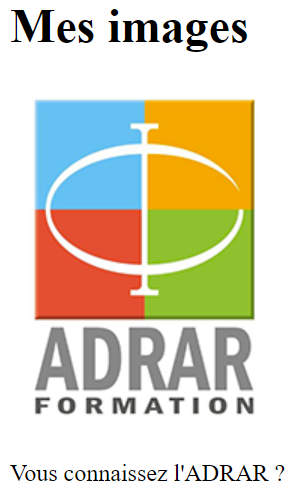 Mes images
ADRAR
FORMATION
Vous connaissez l'ADRAR ?